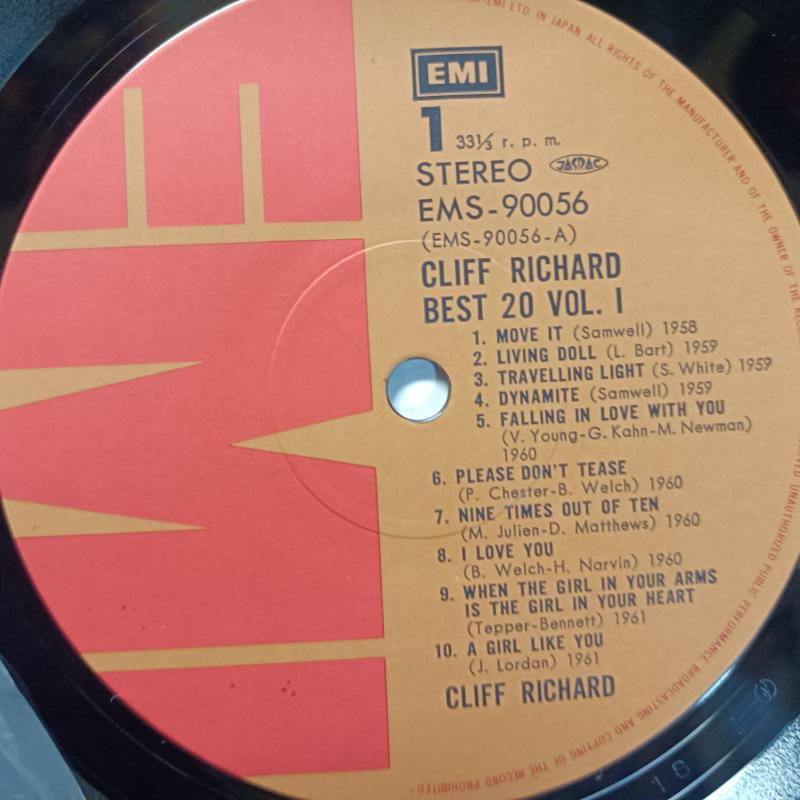 EMI
EMI
1 33⅓ r. p. m.
STEREO JASRAC
EMS-90056
(EMS-90056-A)
CLIFF RICHARD
BEST 20 VOL. I
1. MOVE IT (Samwell) 1958
2. LIVING DOLL (L. Bart) 1959
3. TRAVELLING LIGHT (S. White) 1959
4. DYNAMITE (Samwell) 1959
5. FALLING IN LOVE WITH YOU
(V. Young-G. Kahn-M. Newman)
1960
6. PLEASE DON'T TEASE
(P. Chester-B. Welch) 1960
7. NINE TIMES OUT OF TEN
(M. Julien-D. Matthews) 1960
8. I LOVE YOU
(B. Welch-H. Narvin) 1960
9. WHEN THE GIRL IN YOUR ARMS
IS THE GIRL IN YOUR HEART
(Tepper-Bennett) 1961
10. A GIRL LIKE YOU
(J. Lordan) 1961
CLIFF RICHARD
EMI LTD. IN JAPAN ALL RIGHTS OF THE MANUFACTURER AND OF THE OWNER OF THE
UNAUTHORIZED PUBLIC PERFORMANCE, BROADCASTING AND COPYING OF THE RECORD PROHIBITED